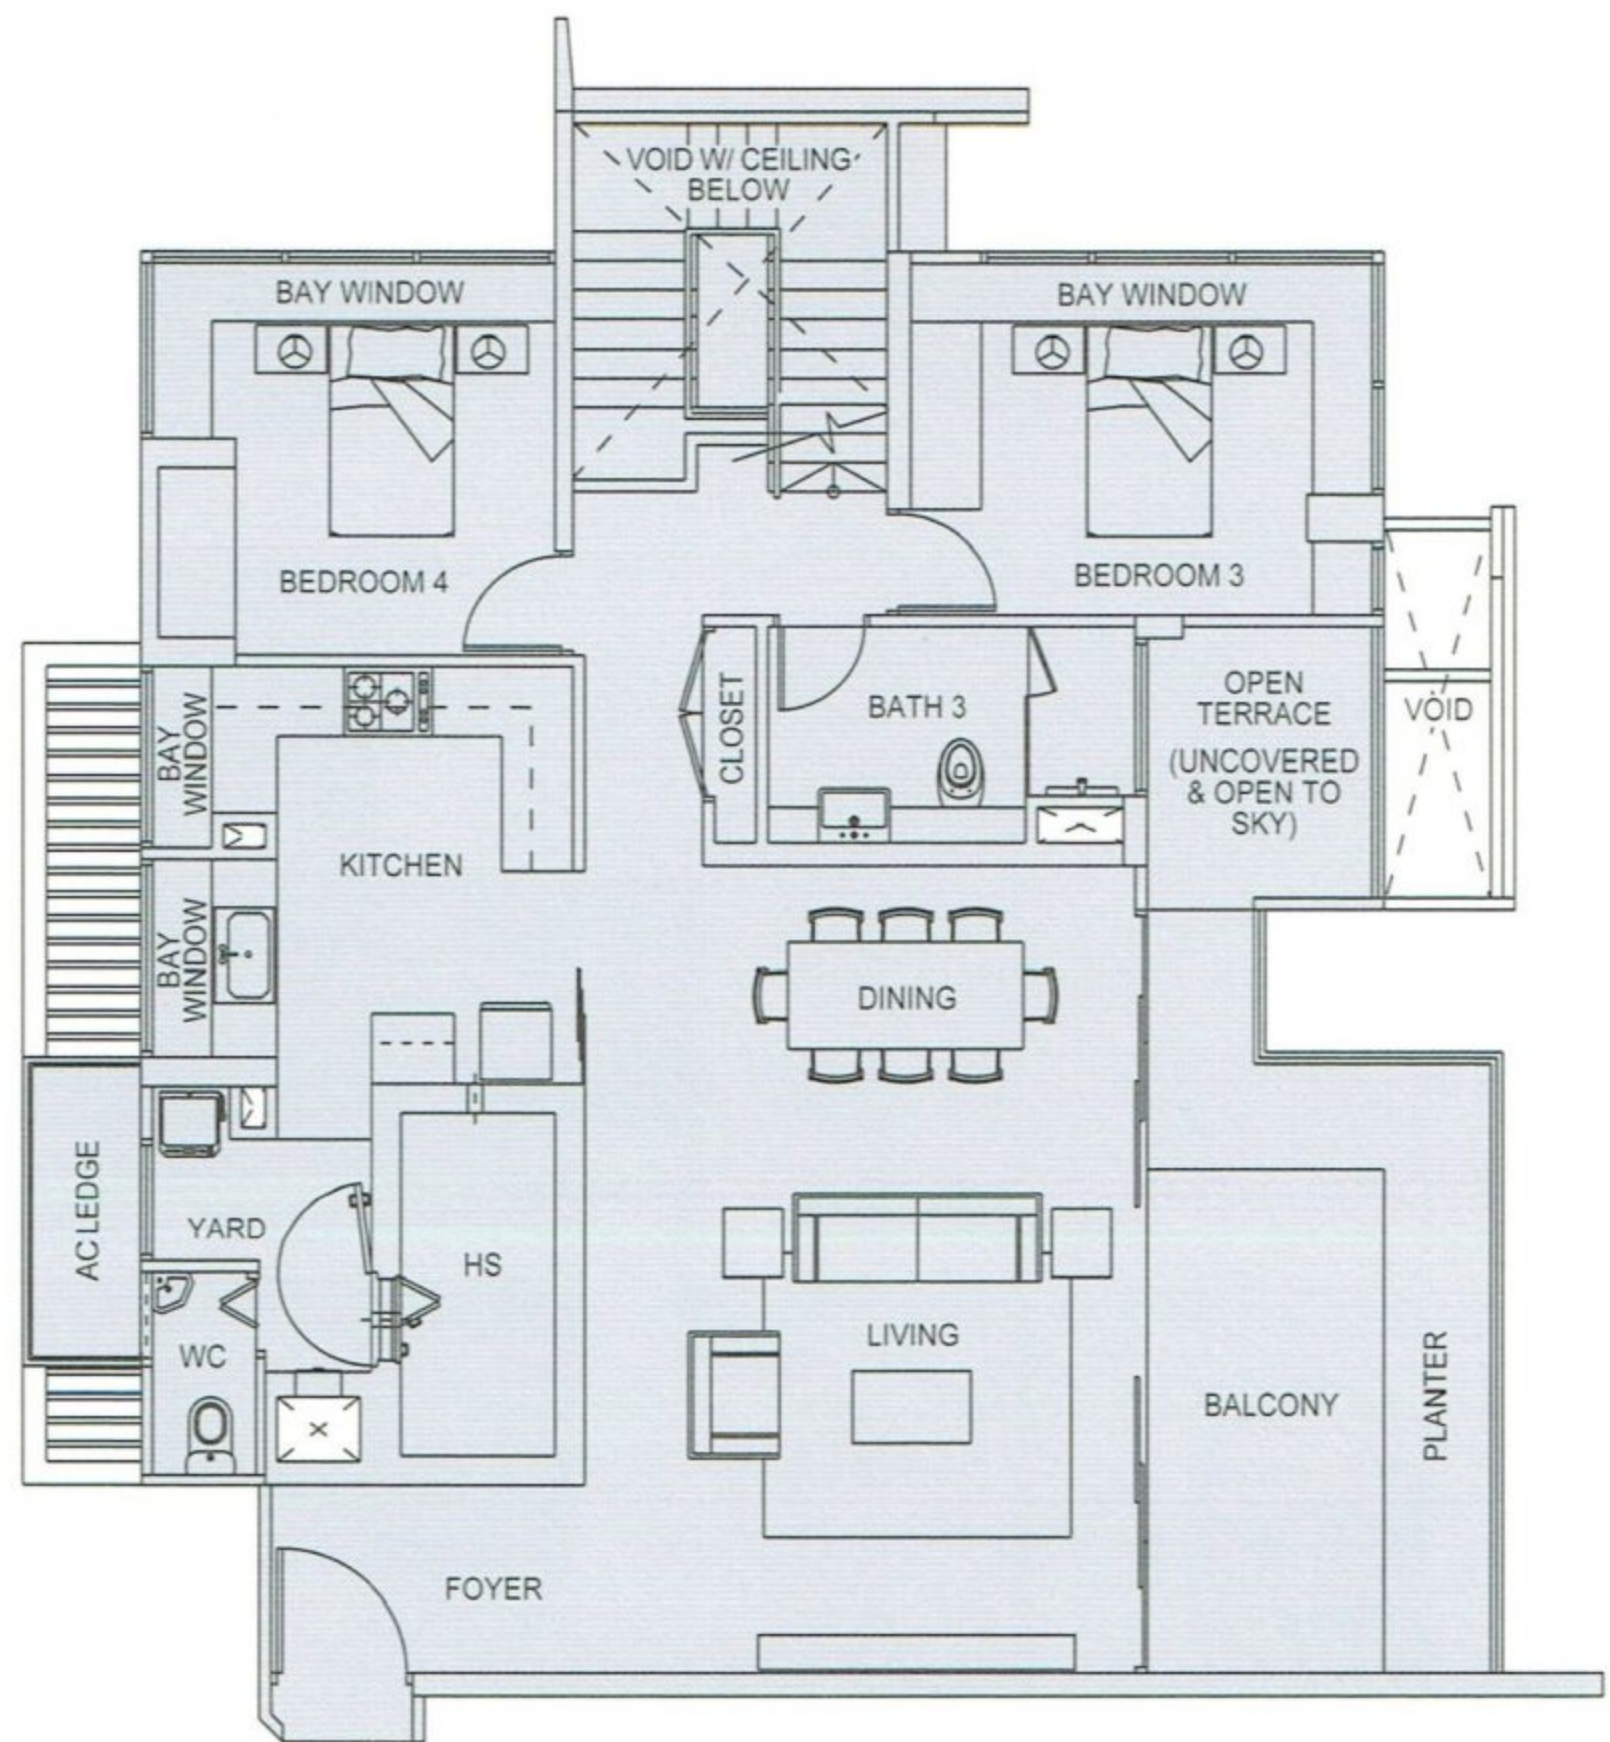 VOID W/ CEILING
BELOW
BAY WINDOW
BAY WINDOW
BEDROOM 4
BEDROOM 3
BAY
WINDOW
CLOSET
BATH 3
OPEN
TERRACE
(UNCOVERED
& OPEN TO
SKY)
VOID
KITCHEN
BAY
WINDOW
DINING
AC LEDGE
YARD
HS
WC
LIVING
BALCONY
PLANTER
FOYER